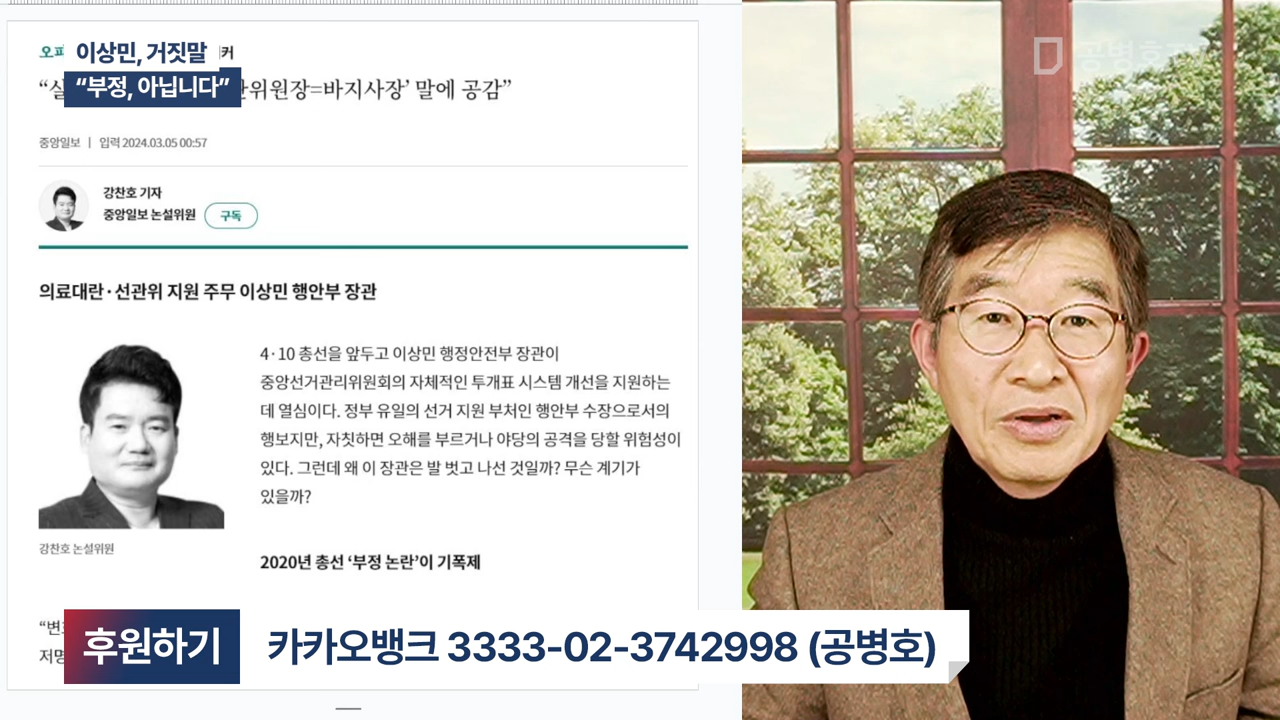 오피
이상민, 거짓말
커
“부정, 아닙니다”
“실
관위원장=바지사장’ 말에 공감”
중앙일보 | 입력 2024.03.05 00:57
강찬호 기자
중앙일보 논설위원 구독
의료대란·선관위 지원 주무 이상민 행안부 장관
4·10 총선을 앞두고 이상민 행정안전부 장관이
중앙선거관리위원회의 자체적인 투개표 시스템 개선을 지원하는
데 열심이다. 정부 유일의 선거 지원 부처인 행안부 수장으로서의
행보지만, 자칫하면 오해를 부르거나 야당의 공격을 당할 위험성이
있다. 그런데 왜 이 장관은 발 벗고 나선 것일까? 무슨 계기가
있을까?
강찬호 논설위원
2020년 총선 ‘부정 논란’이 기폭제
“변호
저명
후원하기
카카오뱅크 3333-02-3742998 (공병호)
공병호